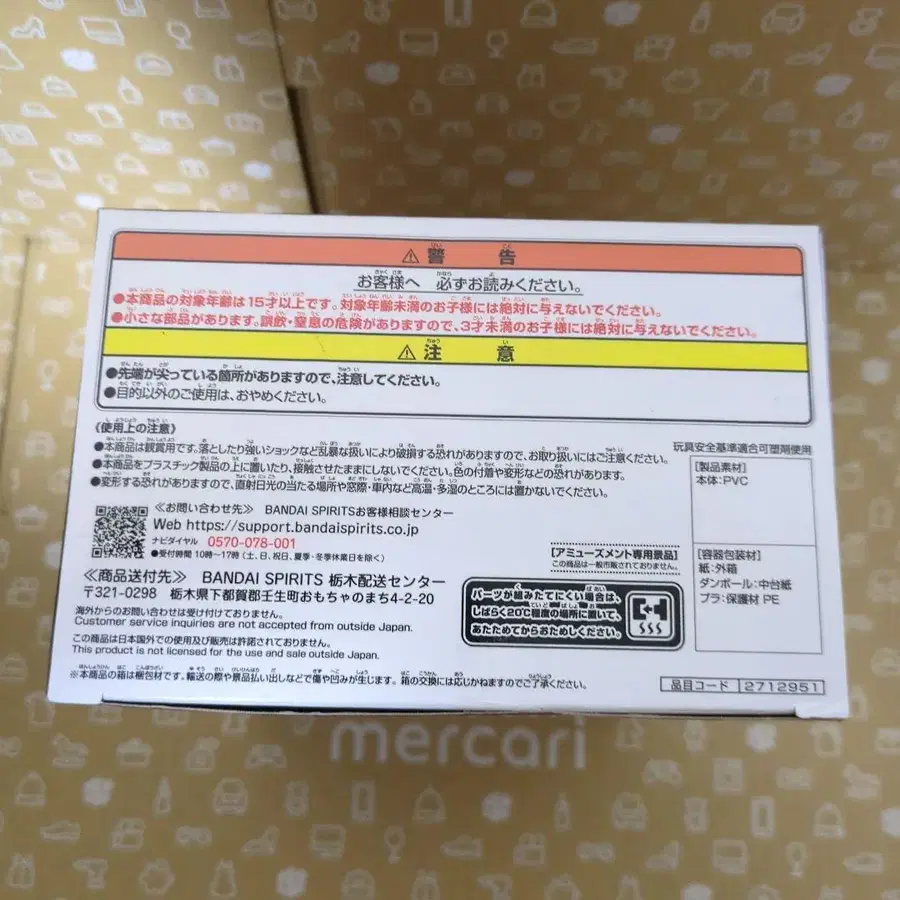 mercari
⚠警 告
お客様へ 必ずお読みください。
●本商品の対象年齢は15才以上です。対象年齢未満のお子様には絶対に与えないでください。
●小さな部品があります。誤飲・窒息の危険がありますので、3才未満のお子様には絶対に与えないでください。
⚠注 意
●先端が尖っている箇所がありますので、注意してください。
●目的以外のご使用は、おやめください。
《使用上の注意》
●本商品は観賞用です。落としたり強いショックなど乱暴な扱いにより破損する恐れがありますので、お取り扱いにはご注意ください。
●本商品をプラスチック製品の上に置いたり、接触させたままにしないでください。色の付着や変形などの恐れがあります。
●変形する恐れがありますので、直射日光の当たる場所や窓際・車内など高温・多湿のところには置かないでください。
玩具安全基準適合可塑剤使用
[製品素材]
本体:PVC
≪お問い合わせ先≫ BANDAI SPIRITSお客様相談センター
Web https://support.bandaispirits.co.jp
ナビダイヤル 0570-078-001
●受付時間 10時〜17時 (土、日、祝日、夏季・冬季休業日を除く)
[アミューズメント専用景品]
この商品は一般市販されておりません。
[容器包装材]
紙:外箱
ダンボール:中台紙
プラ:保護材 PE
≪商品送付先≫ BANDAI SPIRITS 栃木配送センター
〒321-0298 栃木県下都賀郡壬生町おもちゃのまち4-2-20
パーツが組みたてにくい場合は、
しばらく20℃程度の場所に置いて、
あたためてからおためしください。
海外からのお問い合わせは受け付けておりません。
Customer service inquiries are not accepted from outside Japan.
この商品は日本国外での使用及び販売は許諾されておりません。
This product is not licensed for the use and sale outside Japan.
※本商品の箱は梱包材です。輸送の際や景品払い出しなどで傷や凹みが生じます。箱の交換には応じかねますのでご了承ください。
品目コード 2712951
mercari